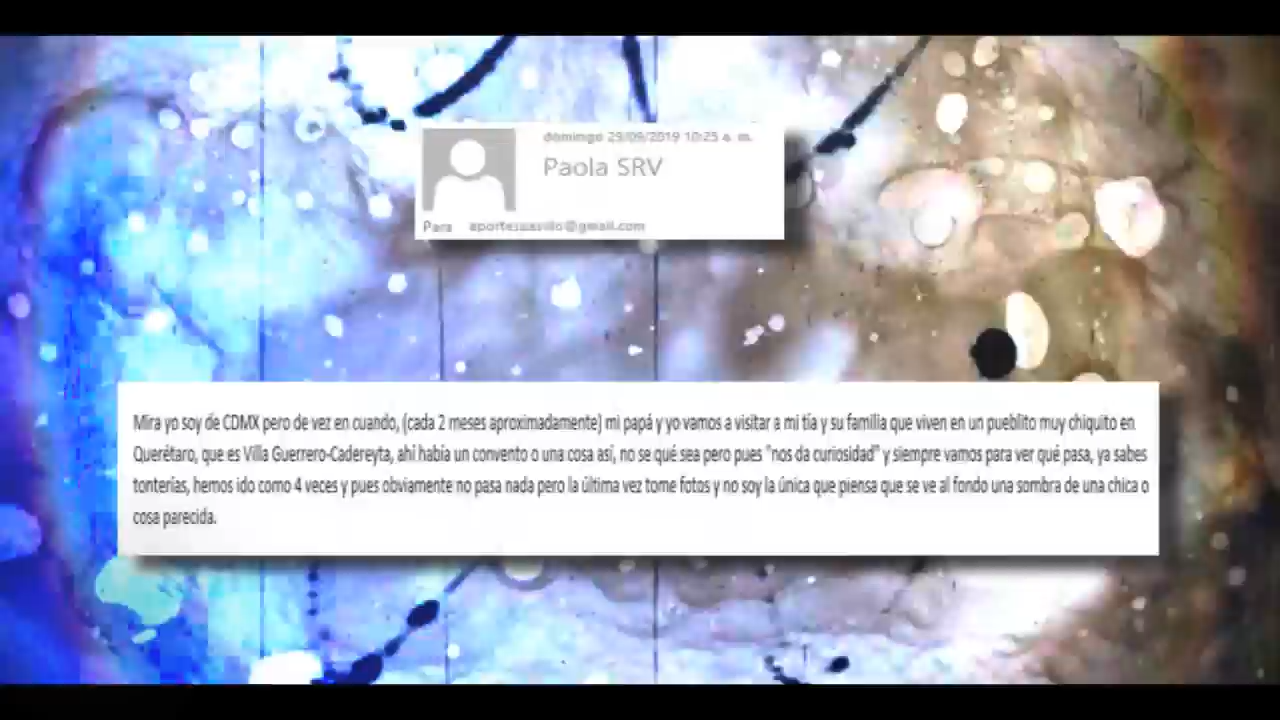 domingo 29/09/2019 10:25 a. m.
Paola SRV
Para aportesuasilo@gmail.com
Mira yo soy de CDMX pero de vez en cuando, (cada 2 meses aproximadamente) mi papá y yo vamos a visitar a mi tía y su familia que viven en un pueblito muy chiquito en
Querétaro, que es Villa Guerrero-Cadereyta, ahí había un convento o una cosa así, no se qué sea pero pues "nos da curiosidad" y siempre vamos para ver qué pasa, ya sabes
tonterías, hemos ido como 4 veces y pues obviamente no pasa nada pero la última vez tome fotos y no soy la única que piensa que se ve al fondo una sombra de una chica o
cosa parecida.